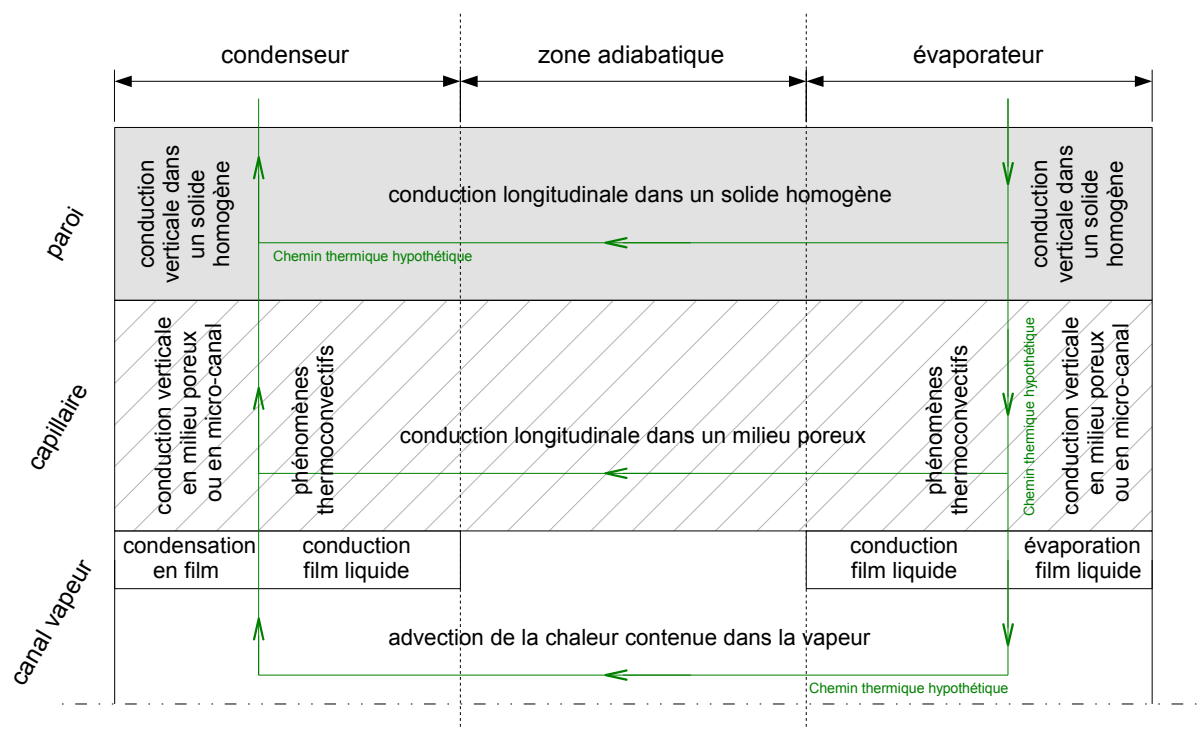 condenseur
zone adiabatique
évaporateur
paroi
conduction
verticale dans
un solide
homogène
conduction longitudinale dans un solide homogène
Chemin thermique hypothétique
conduction
verticale dans
un solide
homogène
capillaire
conduction verticale
en milieu poreux
ou en micro-canal
phénomènes
thermoconvectifs
conduction longitudinale dans un milieu poreux
phénomènes
thermoconvectifs
Chemin thermique hypothétique
conduction verticale
en milieu poreux
ou en micro-canal
canal vapeur
condensation
en film
conduction
film liquide
conduction
film liquide
évaporation
film liquide
advection de la chaleur contenue dans la vapeur
Chemin thermique hypothétique